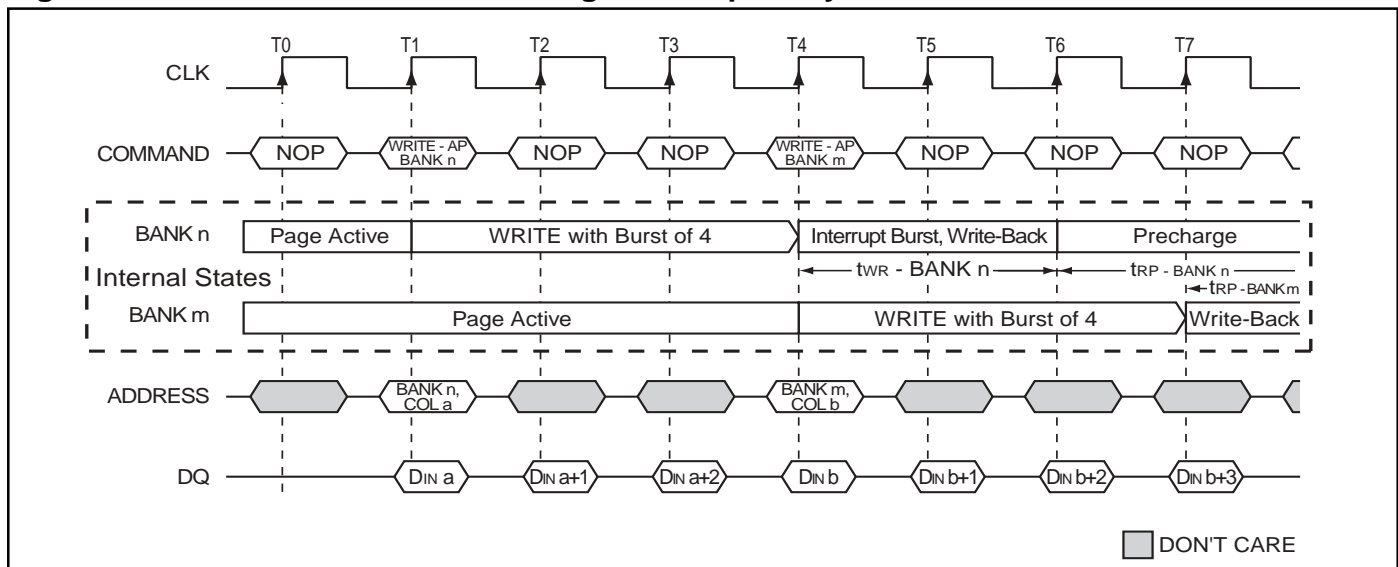 T0 T1 T2 T3 T4 T5 T6 T7
CLK
COMMAND NOP WRITE - AP BANK n NOP NOP WRITE - AP BANK m NOP NOP NOP
BANK n Page Active WRITE with Burst of 4 Interrupt Burst, Write-Back Precharge
Internal States tWR - BANK n tRP - BANK n
tRP - BANK m
BANK m Page Active WRITE with Burst of 4 Write-Back
ADDRESS BANK n, COL a BANK m, COL b
DQ DIN a DIN a+1 DIN a+2 DIN b DIN b+1 DIN b+2 DIN b+3
DON'T CARE